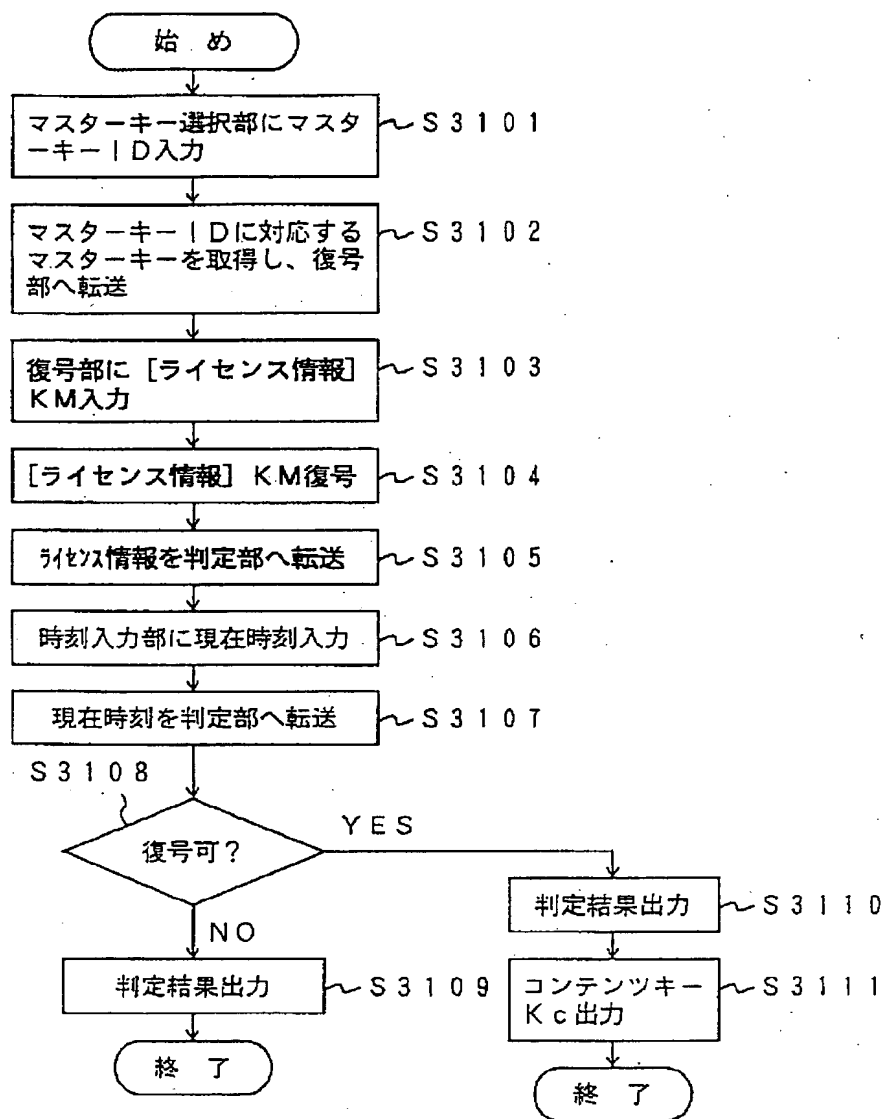 始 め
マスターキー選択部にマスタ
ーキーID入力
S3101
マスターキーIDに対応する
マスターキーを取得し、復号
部へ転送
S3102
復号部に[ライセンス情報]
KM入力
S3103
[ライセンス情報] KM復号
S3104
ライセンス情報を判定部へ転送
S3105
時刻入力部に現在時刻入力
S3106
現在時刻を判定部へ転送
S3107
S3108
復号可?
YES
NO
判定結果出力
S3110
判定結果出力
S3109
コンテンツキー
Kc出力
S3111
終 了
終 了